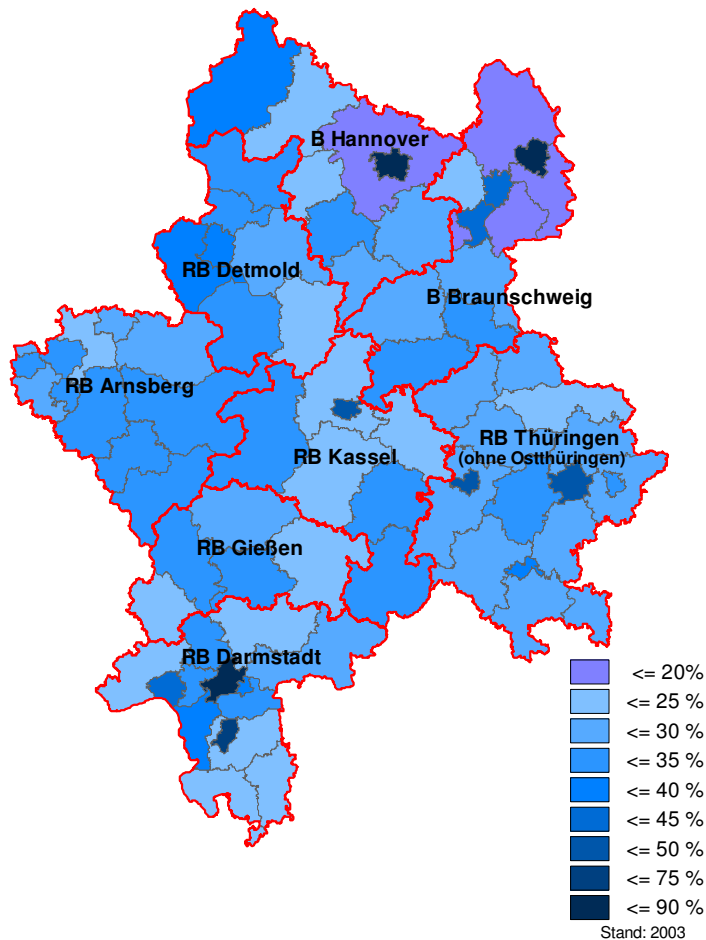 B Hannover
RB Detmold
B Braunschweig
RB Arnsberg
RB Thüringen
(ohne Ostthüringen)
RB Kassel
RB Gießen
RB Darmstadt
<= 20%
<= 25 %
<= 30 %
<= 35 %
<= 40 %
<= 45 %
<= 50 %
<= 75 %
<= 90 %
Stand: 2003